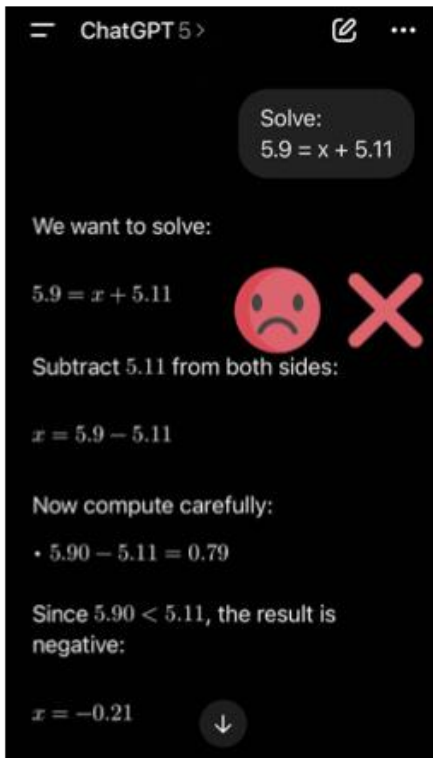 ChatGPT 5 >
Solve:
5.9 = x + 5.11
We want to solve:
5.9 = x + 5.11
Subtract 5.11 from both sides:
x = 5.9 − 5.11
Now compute carefully:
• 5.90 − 5.11 = 0.79
Since 5.90 < 5.11, the result is
negative:
x = −0.21